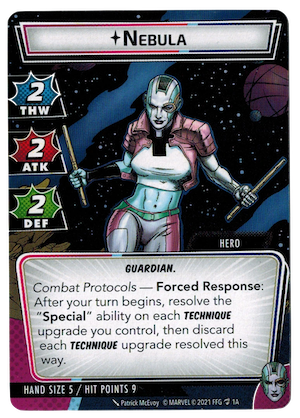 Nebula
2
THW
2
ATK
2
DEF
HERO
GUARDIAN.
Combat Protocols — Forced Response:
After your turn begins, resolve the
"Special" ability on each TECHNIQUE
upgrade you control, then discard
each TECHNIQUE upgrade resolved this
way.
HAND SIZE 5 / HIT POINTS 9
Patrick McEvoy © MARVEL © 2021 FFG 1A